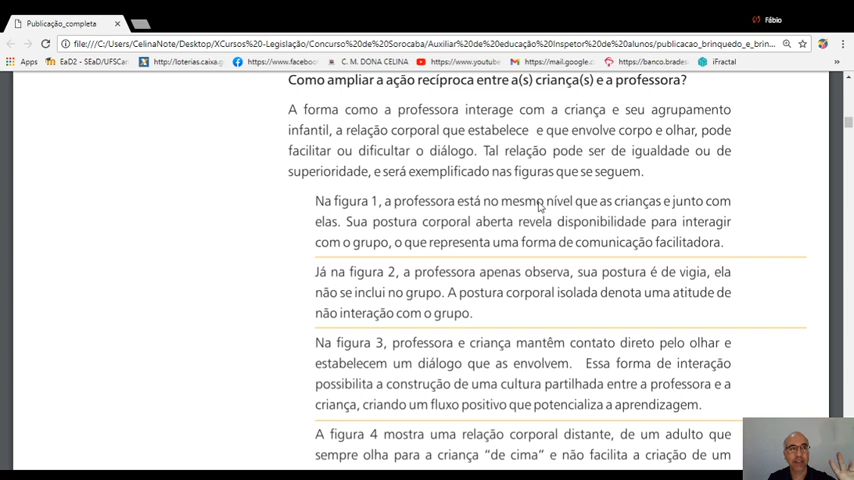 Publicação_completa
Fábio
file:///C:/Users/CelinaNote/Desktop/XCursos%20-Legislação/Concurso%20de%20Sorocaba/Auxiliar%20de%20educação%20Inspetor%20de%20alunos/publicacao_brinquedo_e_brin...
Apps EaD2 - SEaD/UFSCar http://loterias.caixa.g https://www.faceboo C. M. DONA CELINA https://www.youtube https://mail.google.c https://banco.brades iFractal
Como ampliar a ação recíproca entre a(s) criança(s) e a professora?
A forma como a professora interage com a criança e seu agrupamento
infantil, a relação corporal que estabelece e que envolve corpo e olhar, pode
facilitar ou dificultar o diálogo. Tal relação pode ser de igualdade ou de
superioridade, e será exemplificado nas figuras que se seguem.
Na figura 1, a professora está no mesmo nível que as crianças e junto com
elas. Sua postura corporal aberta revela disponibilidade para interagir
com o grupo, o que representa uma forma de comunicação facilitadora.
Já na figura 2, a professora apenas observa, sua postura é de vigia, ela
não se inclui no grupo. A postura corporal isolada denota uma atitude de
não interação com o grupo.
Na figura 3, professora e criança mantêm contato direto pelo olhar e
estabelecem um diálogo que as envolvem. Essa forma de interação
possibilita a construção de uma cultura partilhada entre a professora e a
criança, criando um fluxo positivo que potencializa a aprendizagem.
A figura 4 mostra uma relação corporal distante, de um adulto que
sempre olha para a criança “de cima” e não facilita a criação de um